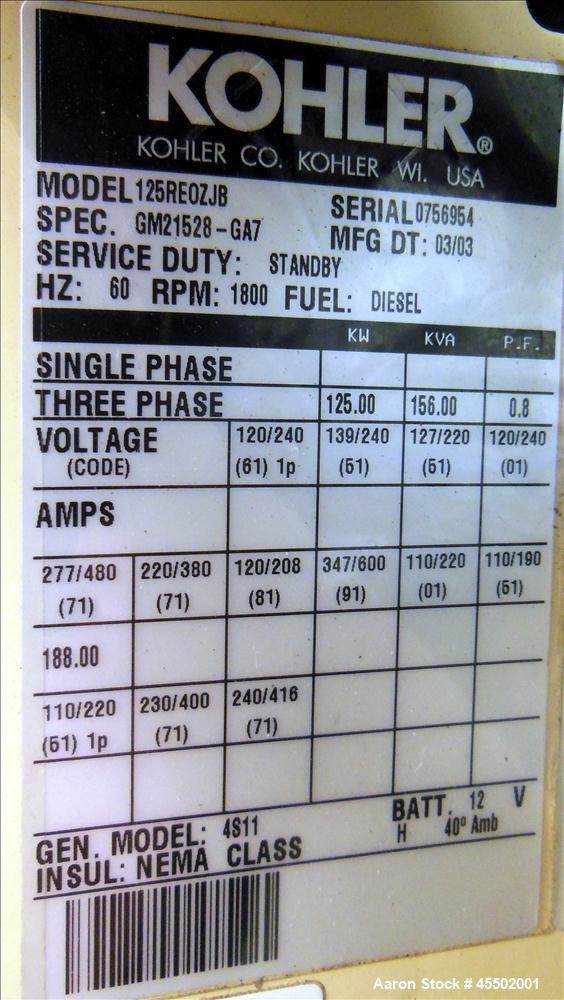 KOHLER®
KOHLER CO. KOHLER WI. USA
MODEL 125REOZJB SERIAL 0756954
SPEC. GM21528-GA7 MFG DT: 03/03
SERVICE DUTY: STANDBY
HZ: 60 RPM: 1800 FUEL: DIESEL
KW KVA P.F.
SINGLE PHASE
THREE PHASE 125.00 156.00 0.8
VOLTAGE 120/240 139/240 127/220 120/240
(CODE) (61) 1p (51) (51) (01)
AMPS
277/480 220/380 120/208 347/600 110/220 110/190
(71) (71) (81) (91) (01) (51)
188.00
110/220 230/400 240/416
(51) 1p (71) (71)
GEN. MODEL: 4S11 BATT. 12 V
INSUL: NEMA CLASS H 40° Amb
Aaron Stock # 45502001